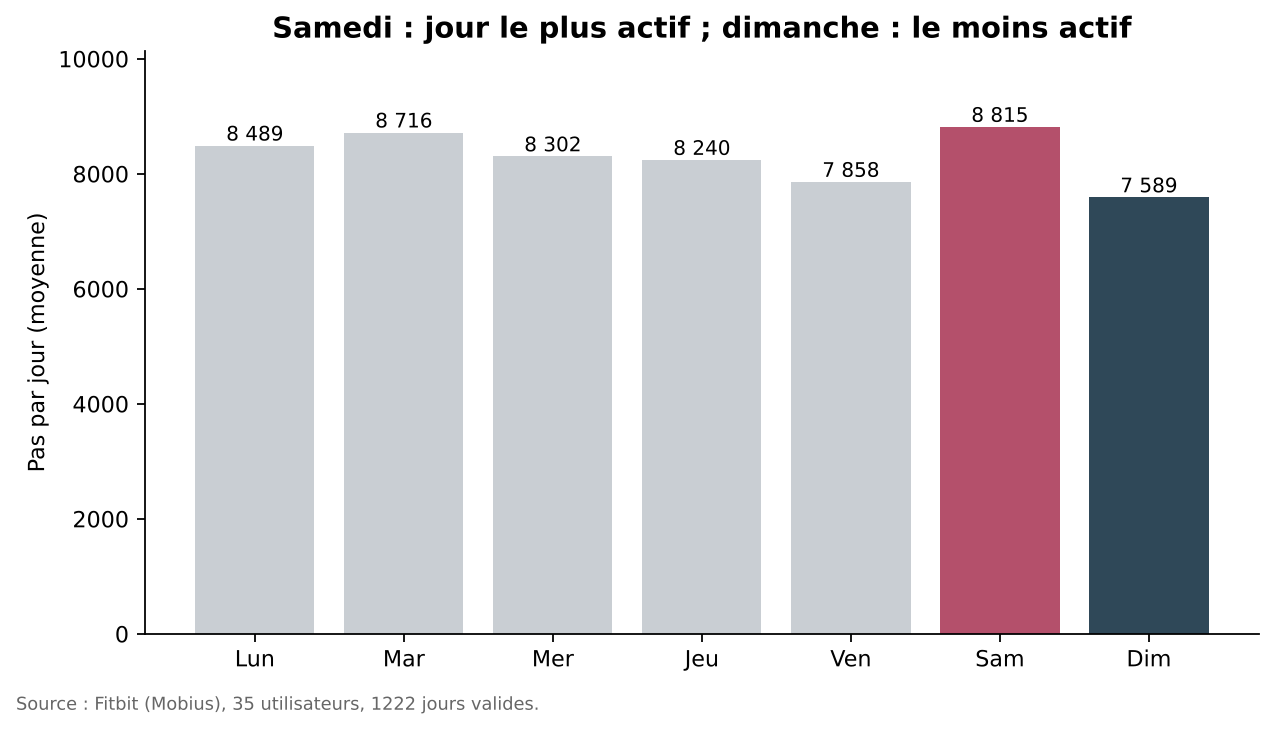 Samedi : jour le plus actif ; dimanche : le moins actif
Pas par jour (moyenne)
10000
8000
6000
4000
2000
0
8 489
8 716
8 302
8 240
7 858
8 815
7 589
Lun
Mar
Mer
Jeu
Ven
Sam
Dim
Source : Fitbit (Mobius), 35 utilisateurs, 1222 jours valides.